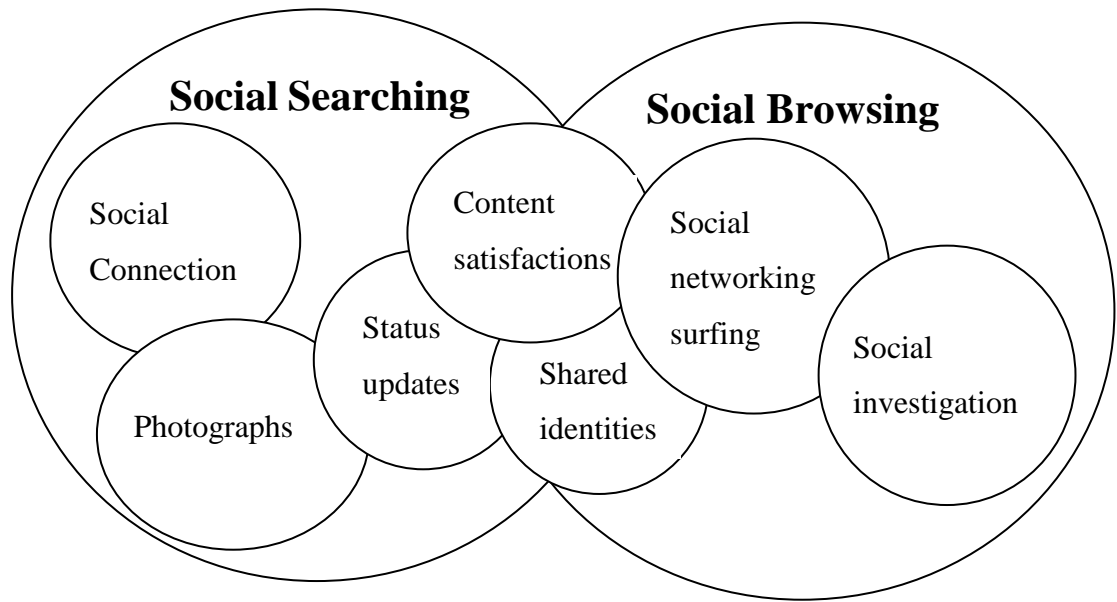 Social Searching
Social Browsing
Social
Connection
Photographs
Status
updates
Content
satisfactions
Shared
identities
Social
networking
surfing
Social
investigation